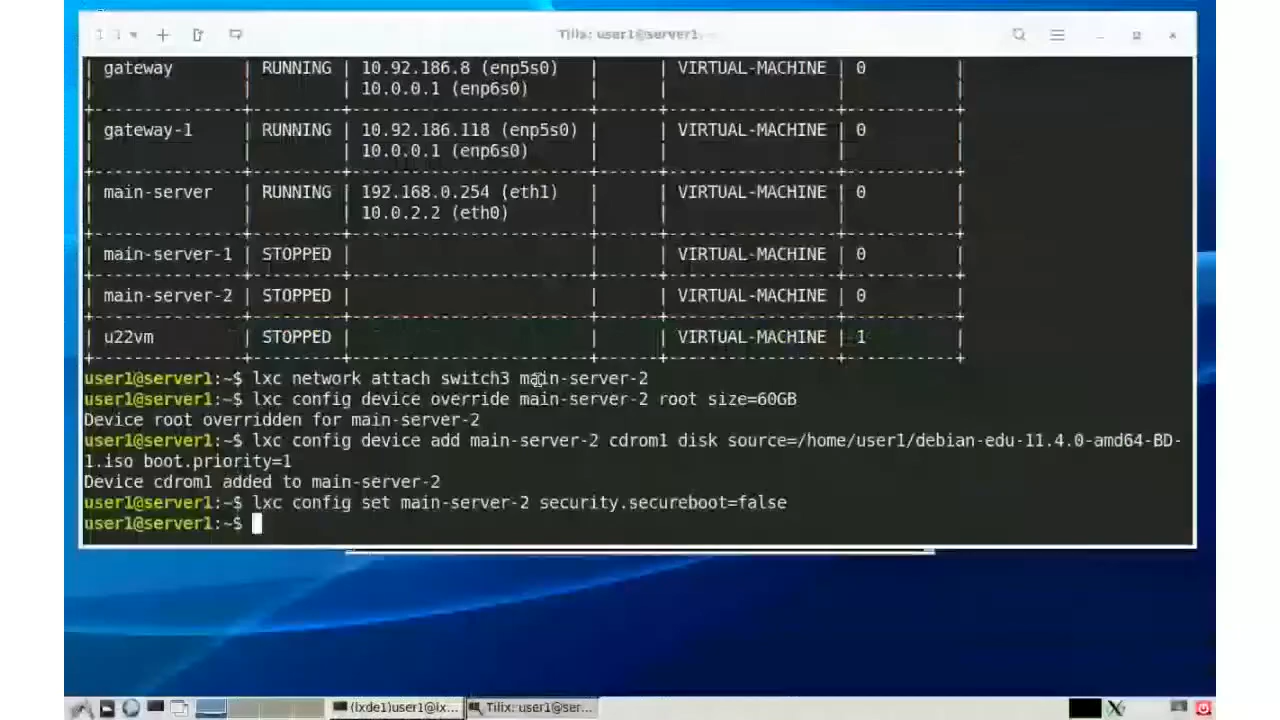 Tilix: user1@server1:
| gateway | RUNNING | 10.92.186.8 (enp5s0) | | VIRTUAL-MACHINE | 0 |
| | | 10.0.0.1 (enp6s0) | | | |
| gateway-1 | RUNNING | 10.92.186.118 (enp5s0) | | VIRTUAL-MACHINE | 0 |
| | | 10.0.0.1 (enp6s0) | | | |
| main-server | RUNNING | 192.168.0.254 (eth1) | | VIRTUAL-MACHINE | 0 |
| | | 10.0.2.2 (eth0) | | | |
| main-server-1 | STOPPED | | | VIRTUAL-MACHINE | 0 |
| main-server-2 | STOPPED | | | VIRTUAL-MACHINE | 0 |
| u22vm | STOPPED | | | VIRTUAL-MACHINE | 1 |
user1@server1:~$ lxc network attach switch3 main-server-2
user1@server1:~$ lxc config device override main-server-2 root size=60GB
Device root overridden for main-server-2
user1@server1:~$ lxc config device add main-server-2 cdrom1 disk source=/home/user1/debian-edu-11.4.0-amd64-BD-
1.iso boot.priority=1
Device cdrom1 added to main-server-2
user1@server1:~$ lxc config set main-server-2 security.secureboot=false
user1@server1:~$
(lxde1)user1@lx... Tilix: user1@ser...